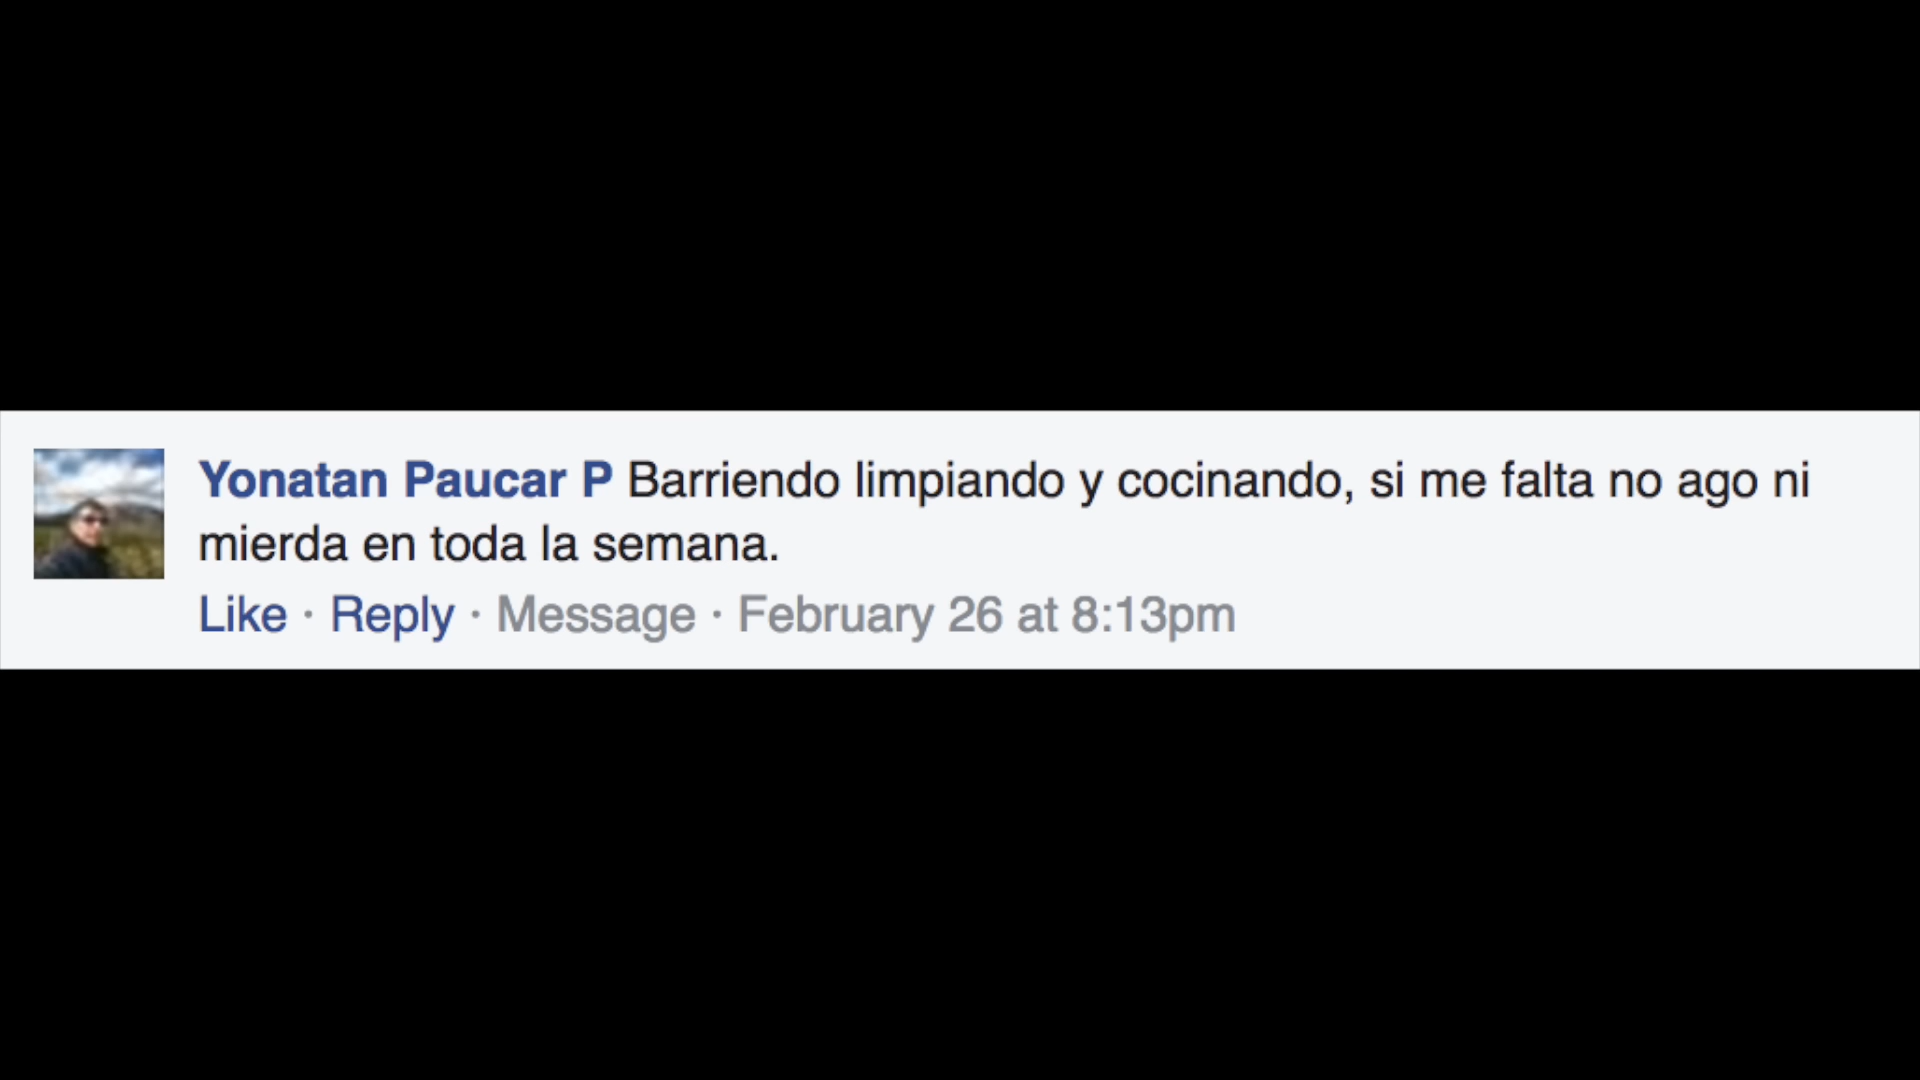 Yonatan Paucar P Barriendo limpiando y cocinando, si me falta no ago ni
mierda en toda la semana.
Like · Reply · Message · February 26 at 8:13pm